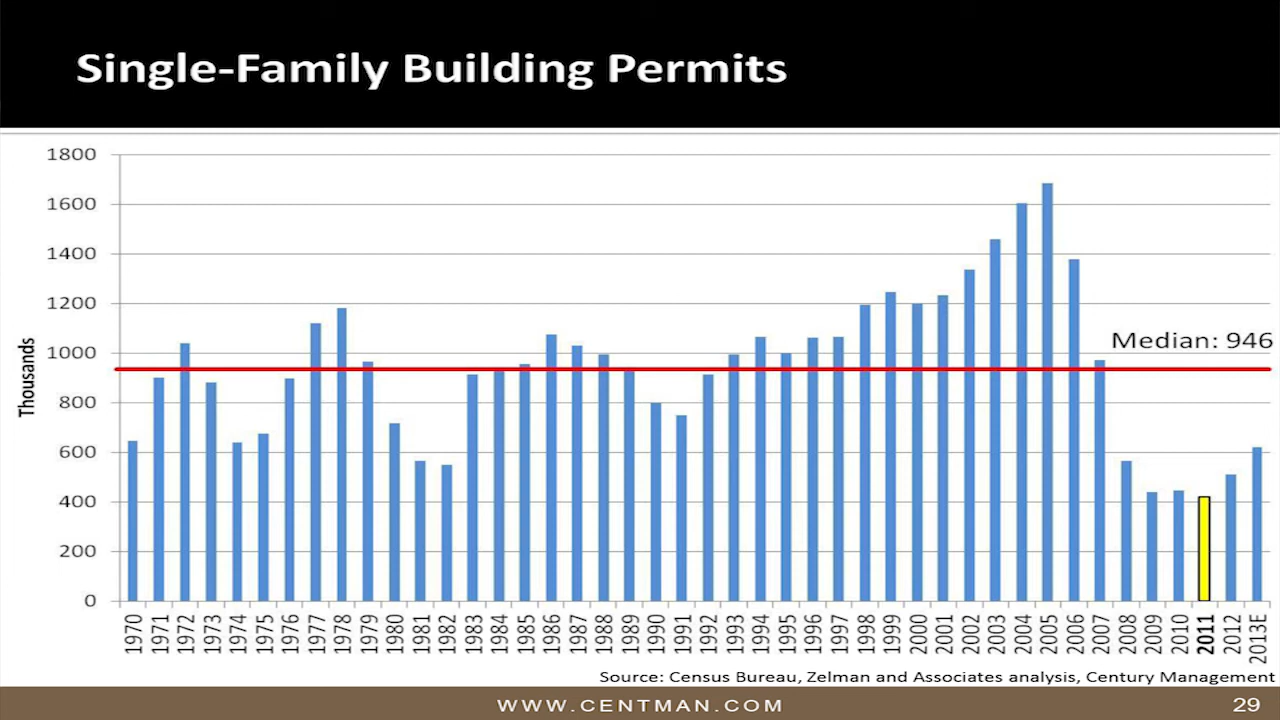 Single-Family Building Permits
1800
1600
1400
1200
1000
800
600
400
200
0
Thousands
Median: 946
1970 1971 1972 1973 1974 1975 1976 1977 1978 1979 1980 1981 1982 1983 1984 1985 1986 1987 1988 1989 1990 1991 1992 1993 1994 1995 1996 1997 1998 1999 2000 2001 2002 2003 2004 2005 2006 2007 2008 2009 2010 2011 2012 2013E
Source: Census Bureau, Zelman and Associates analysis, Century Management
WWW.CENTMAN.COM
29